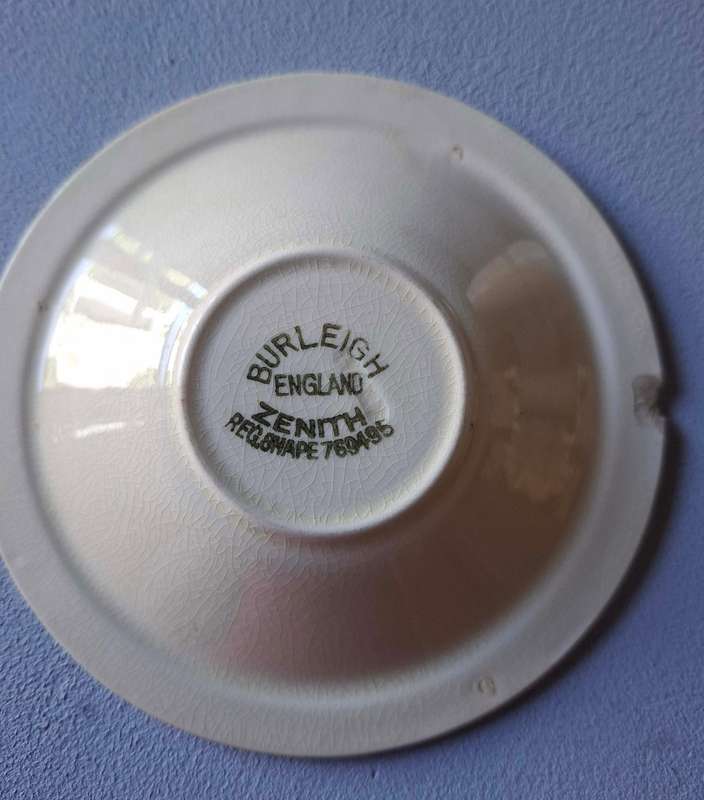 BURLEIGH
ENGLAND
ZENITH
REG.SHAPE 769495